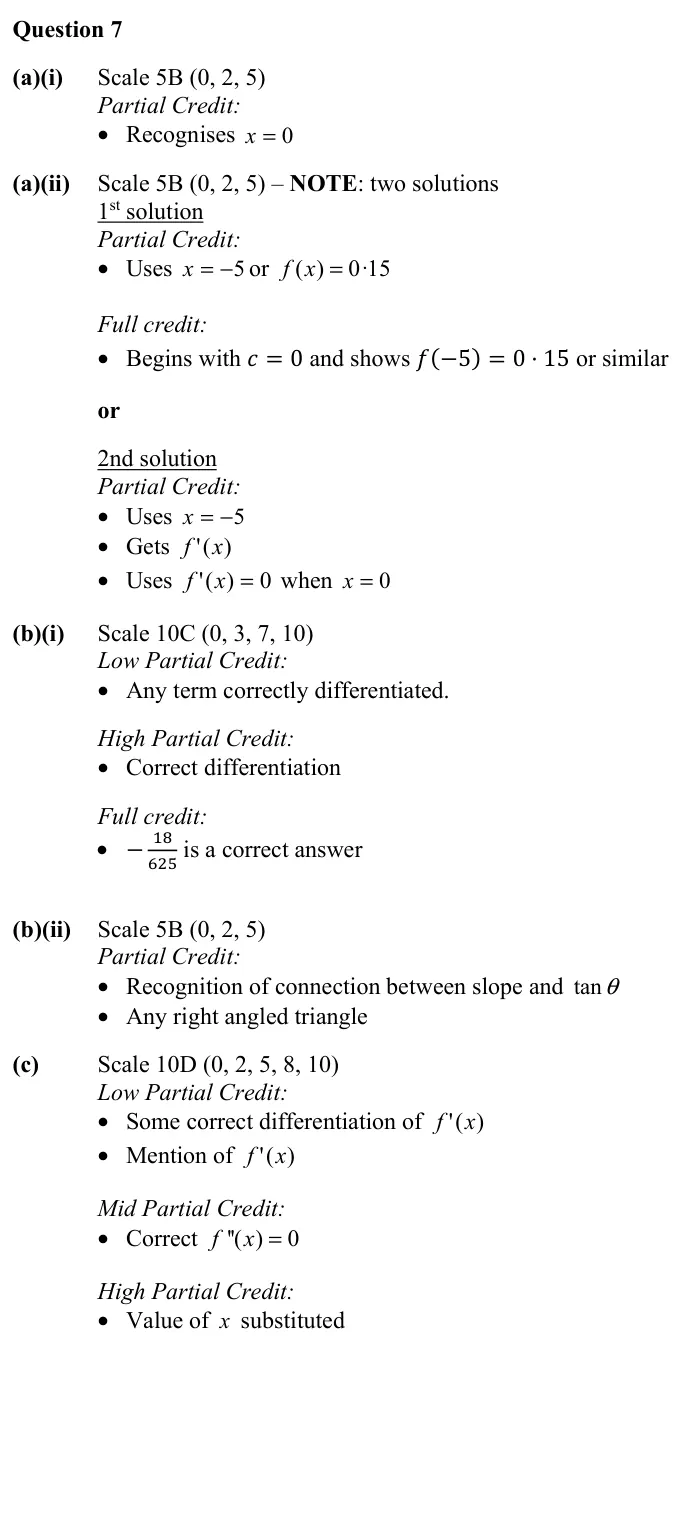 Question 7
(a)(i) Scale 5B (0, 2, 5)
Partial Credit:
• Recognises x = 0
(a)(ii) Scale 5B (0, 2, 5) – NOTE: two solutions
1st solution
Partial Credit:
• Uses x = −5 or f(x) = 0·15
Full credit:
• Begins with c = 0 and shows f(−5) = 0 · 15 or similar
or
2nd solution
Partial Credit:
• Uses x = −5
• Gets f'(x)
• Uses f'(x) = 0 when x = 0
(b)(i) Scale 10C (0, 3, 7, 10)
Low Partial Credit:
• Any term correctly differentiated.
High Partial Credit:
• Correct differentiation
Full credit:
• −18/625 is a correct answer
(b)(ii) Scale 5B (0, 2, 5)
Partial Credit:
• Recognition of connection between slope and tan θ
• Any right angled triangle
(c) Scale 10D (0, 2, 5, 8, 10)
Low Partial Credit:
• Some correct differentiation of f'(x)
• Mention of f'(x)
Mid Partial Credit:
• Correct f "(x) = 0
High Partial Credit:
• Value of x substituted